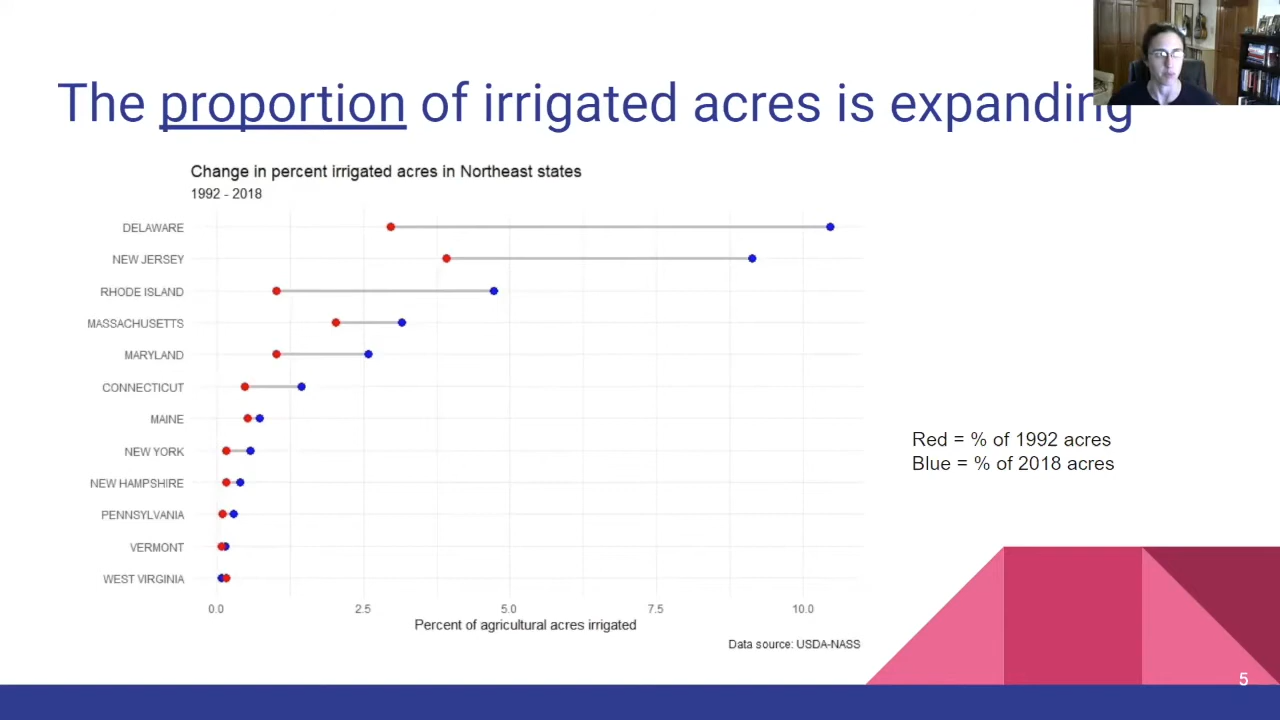 The proportion of irrigated acres is expanding
Change in percent irrigated acres in Northeast states
1992 - 2018
DELAWARE
NEW JERSEY
RHODE ISLAND
MASSACHUSETTS
MARYLAND
CONNECTICUT
MAINE
NEW YORK
NEW HAMPSHIRE
PENNSYLVANIA
VERMONT
WEST VIRGINIA
0.0 2.5 5.0 7.5 10.0
Percent of agricultural acres irrigated
Data source: USDA-NASS
Red = % of 1992 acres
Blue = % of 2018 acres
5